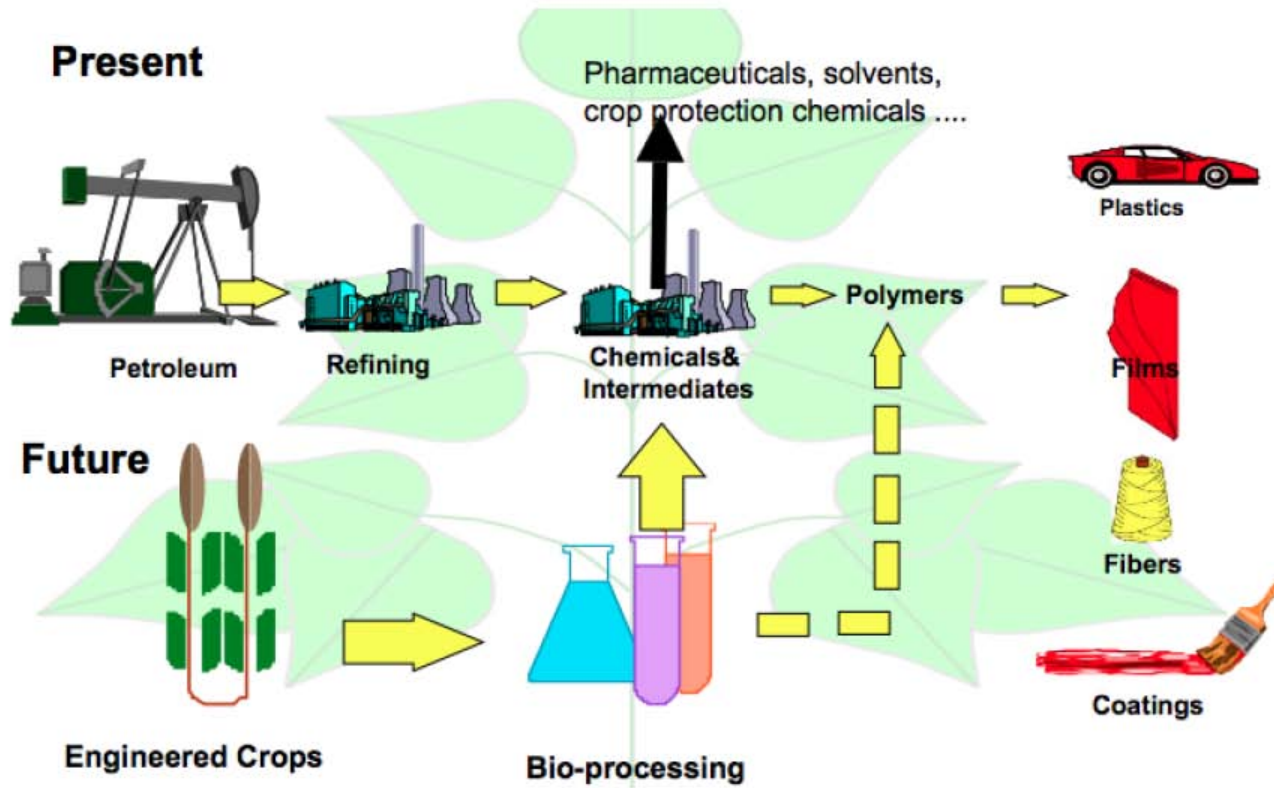 Present
Pharmaceuticals, solvents,
crop protection chemicals ....
Plastics
Petroleum
Refining
Chemicals&
Intermediates
Polymers
Films
Future
Fibers
Engineered Crops
Bio-processing
Coatings